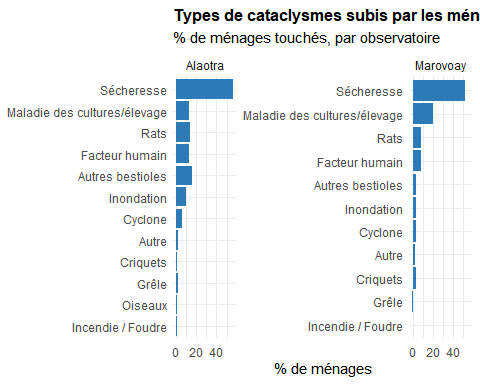 Types de cataclysmes subis par les mén
% de ménages touchés, par observatoire
Alaotra
Sécheresse
Maladie des cultures/élevage
Rats
Facteur humain
Autres bestioles
Inondation
Cyclone
Autre
Criquets
Grêle
Oiseaux
Incendie / Foudre
0 20 40
Marovoay
Sécheresse
Maladie des cultures/élevage
Rats
Facteur humain
Autres bestioles
Inondation
Cyclone
Autre
Criquets
Grêle
Incendie / Foudre
0 20 40
% de ménages